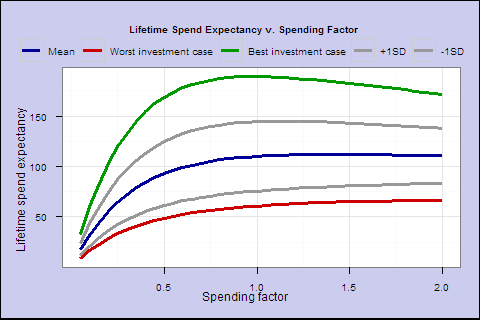 Lifetime Spend Expectancy v. Spending Factor
Mean Worst investment case Best investment case +1SD -1SD
Lifetime spend expectancy
150
100
50
0.5 1.0 1.5 2.0
Spending factor